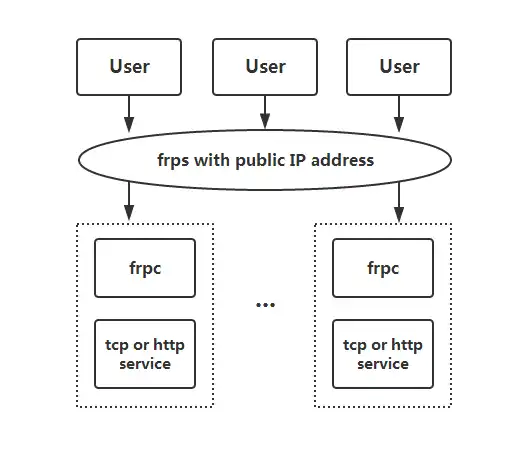 User
User
User
frps with public IP address
frpc
tcp or http
service
...
frpc
tcp or http
service